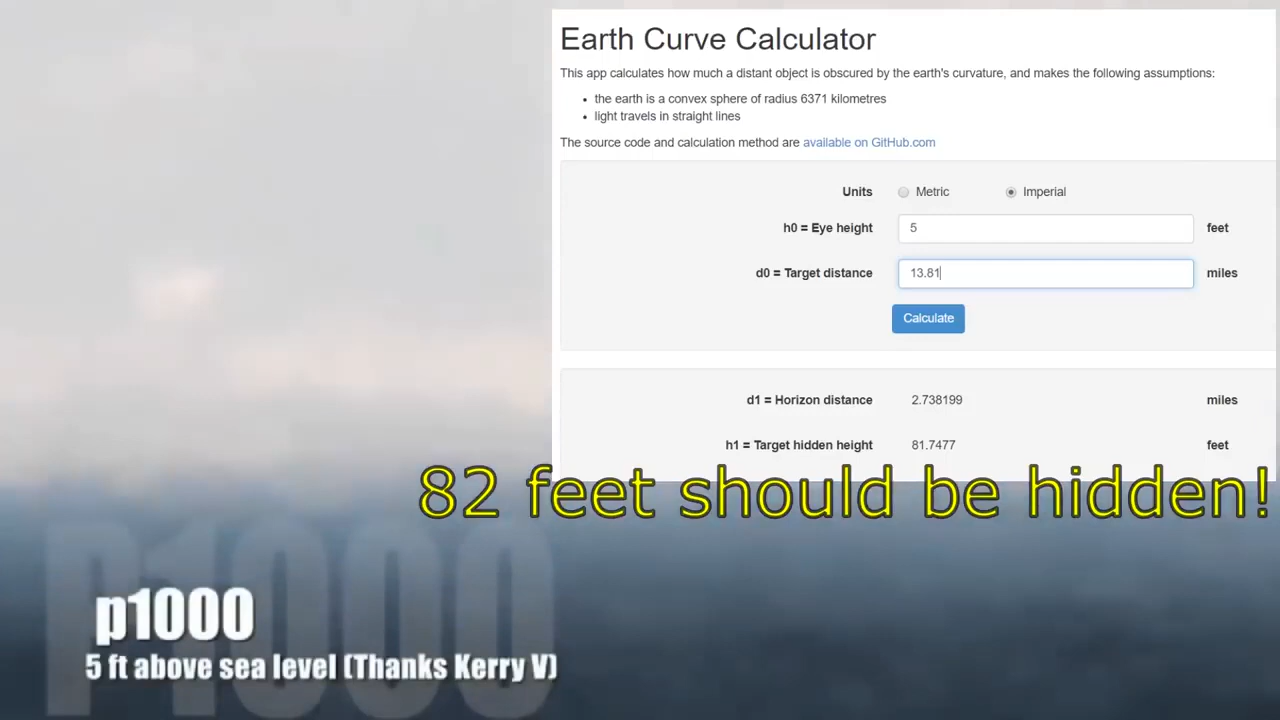 Earth Curve Calculator
This app calculates how much a distant object is obscured by the earth's curvature, and makes the following assumptions:
• the earth is a convex sphere of radius 6371 kilometres
• light travels in straight lines
The source code and calculation method are available on GitHub.com
Units Metric Imperial
h0 = Eye height 5 feet
d0 = Target distance 13.81 miles
Calculate
d1 = Horizon distance 2.738199 miles
h1 = Target hidden height 81.7477 feet
82 feet should be hidden!
P1000
p1000
5 ft above sea level (Thanks Kerry V)